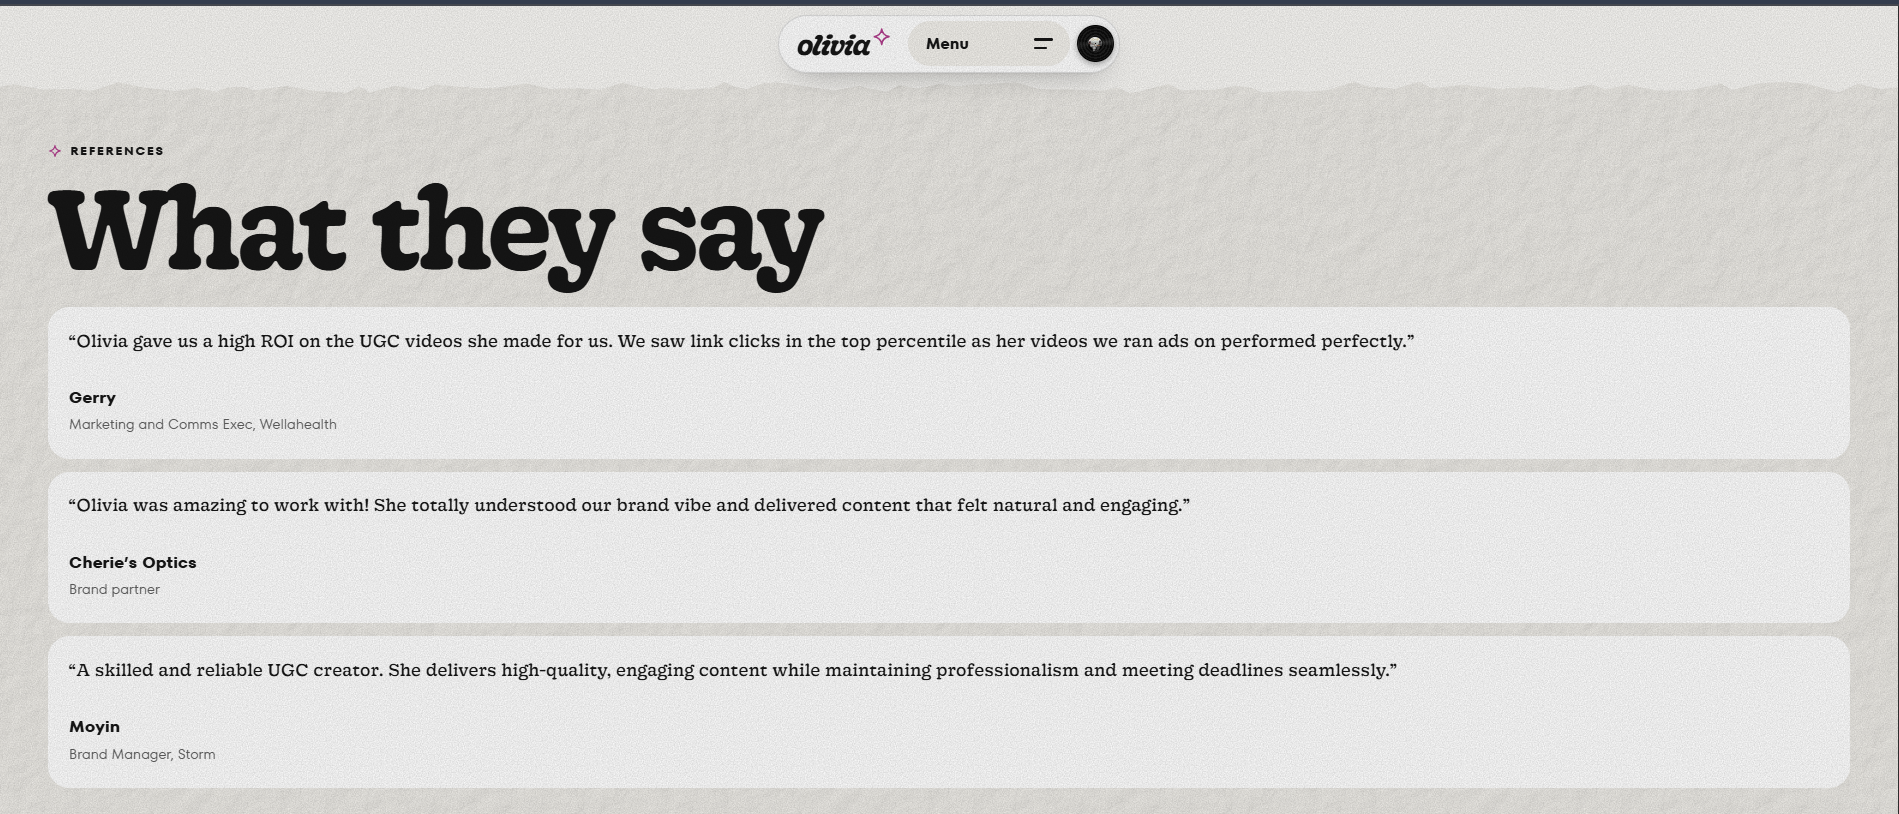 olivia
Menu
REFERENCES
What they say
“Olivia gave us a high ROI on the UGC videos she made for us. We saw link clicks in the top percentile as her videos we ran ads on performed perfectly.”
Gerry
Marketing and Comms Exec, Wellahealth
“Olivia was amazing to work with! She totally understood our brand vibe and delivered content that felt natural and engaging.”
Cherie’s Optics
Brand partner
“A skilled and reliable UGC creator. She delivers high-quality, engaging content while maintaining professionalism and meeting deadlines seamlessly.”
Moyin
Brand Manager, Storm